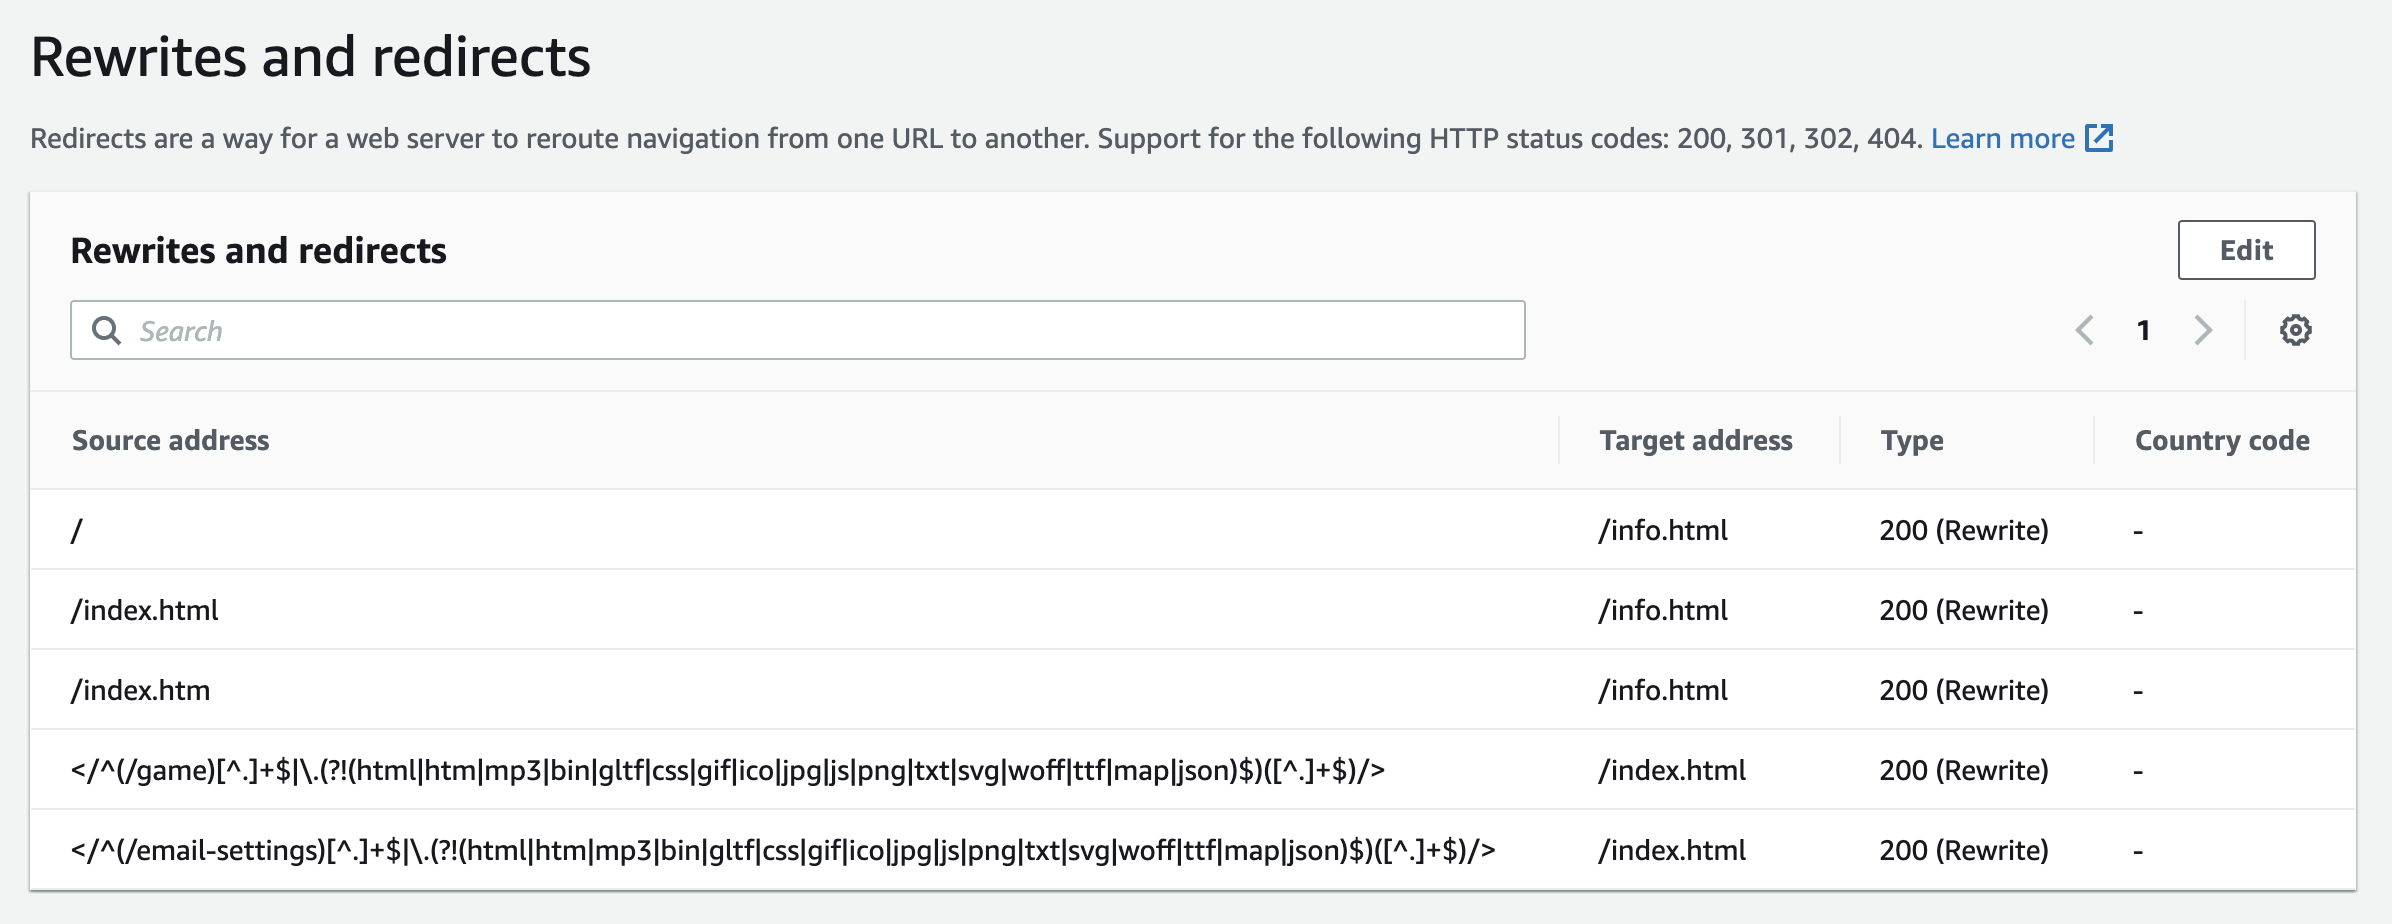 Rewrites and redirects
Redirects are a way for a web server to reroute navigation from one URL to another. Support for the following HTTP status codes: 200, 301, 302, 404. Learn more
Rewrites and redirects
Edit
Search
1
Source address Target address Type Country code
/ /info.html 200 (Rewrite) -
/index.html /info.html 200 (Rewrite) -
/index.htm /info.html 200 (Rewrite) -
</^(/game)[^.]+$|\.(?!(html|htm|mp3|bin|gltf|css|gif|ico|jpg|js|png|txt|svg|woff|ttf|map|json)$)([^.]+$)/> /index.html 200 (Rewrite) -
</^(/email-settings)[^.]+$|\.(?!(html|htm|mp3|bin|gltf|css|gif|ico|jpg|js|png|txt|svg|woff|ttf|map|json)$)([^.]+$)/> /index.html 200 (Rewrite) -